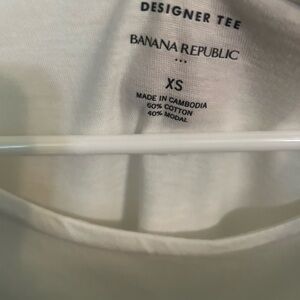 DESIGNER TEE
BANANA REPUBLIC
XS
MADE IN CAMBODIA
60% COTTON
40% MODAL